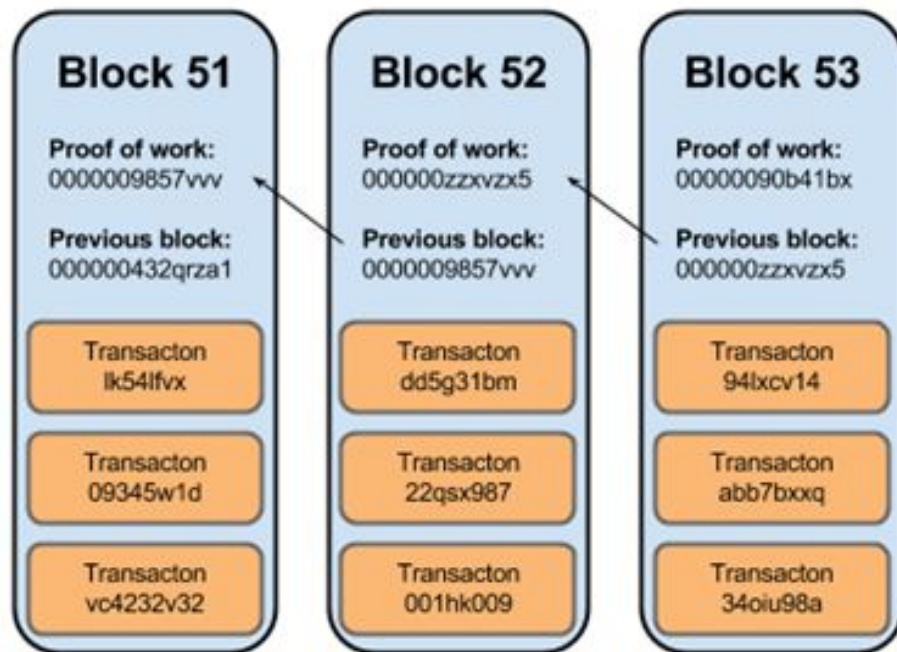 Block 51
Proof of work:
0000009857vvv
Previous block:
000000432qrza1
Transacton
lk54lfvx
Transacton
09345w1d
Transacton
vc4232v32
Block 52
Proof of work:
000000zzxvzx5
Previous block:
0000009857vvv
Transacton
dd5g31bm
Transacton
22qsx987
Transacton
001hk009
Block 53
Proof of work:
00000090b41bx
Previous block:
000000zzxvzx5
Transacton
94lxcv14
Transacton
abb7bxxq
Transacton
34oiu98a